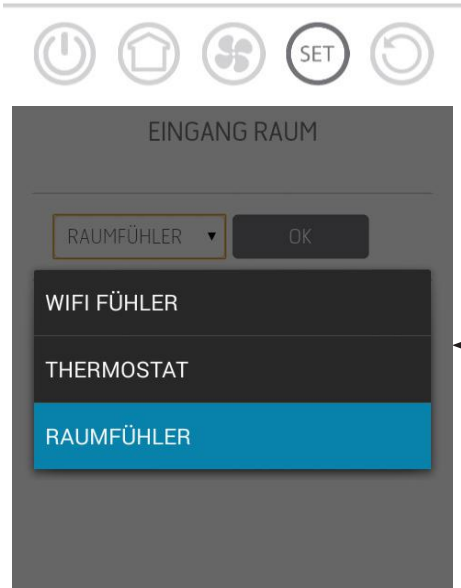 SET
EINGANG RAUM
RAUMFÜHLER OK
WIFI FÜHLER
THERMOSTAT
RAUMFÜHLER